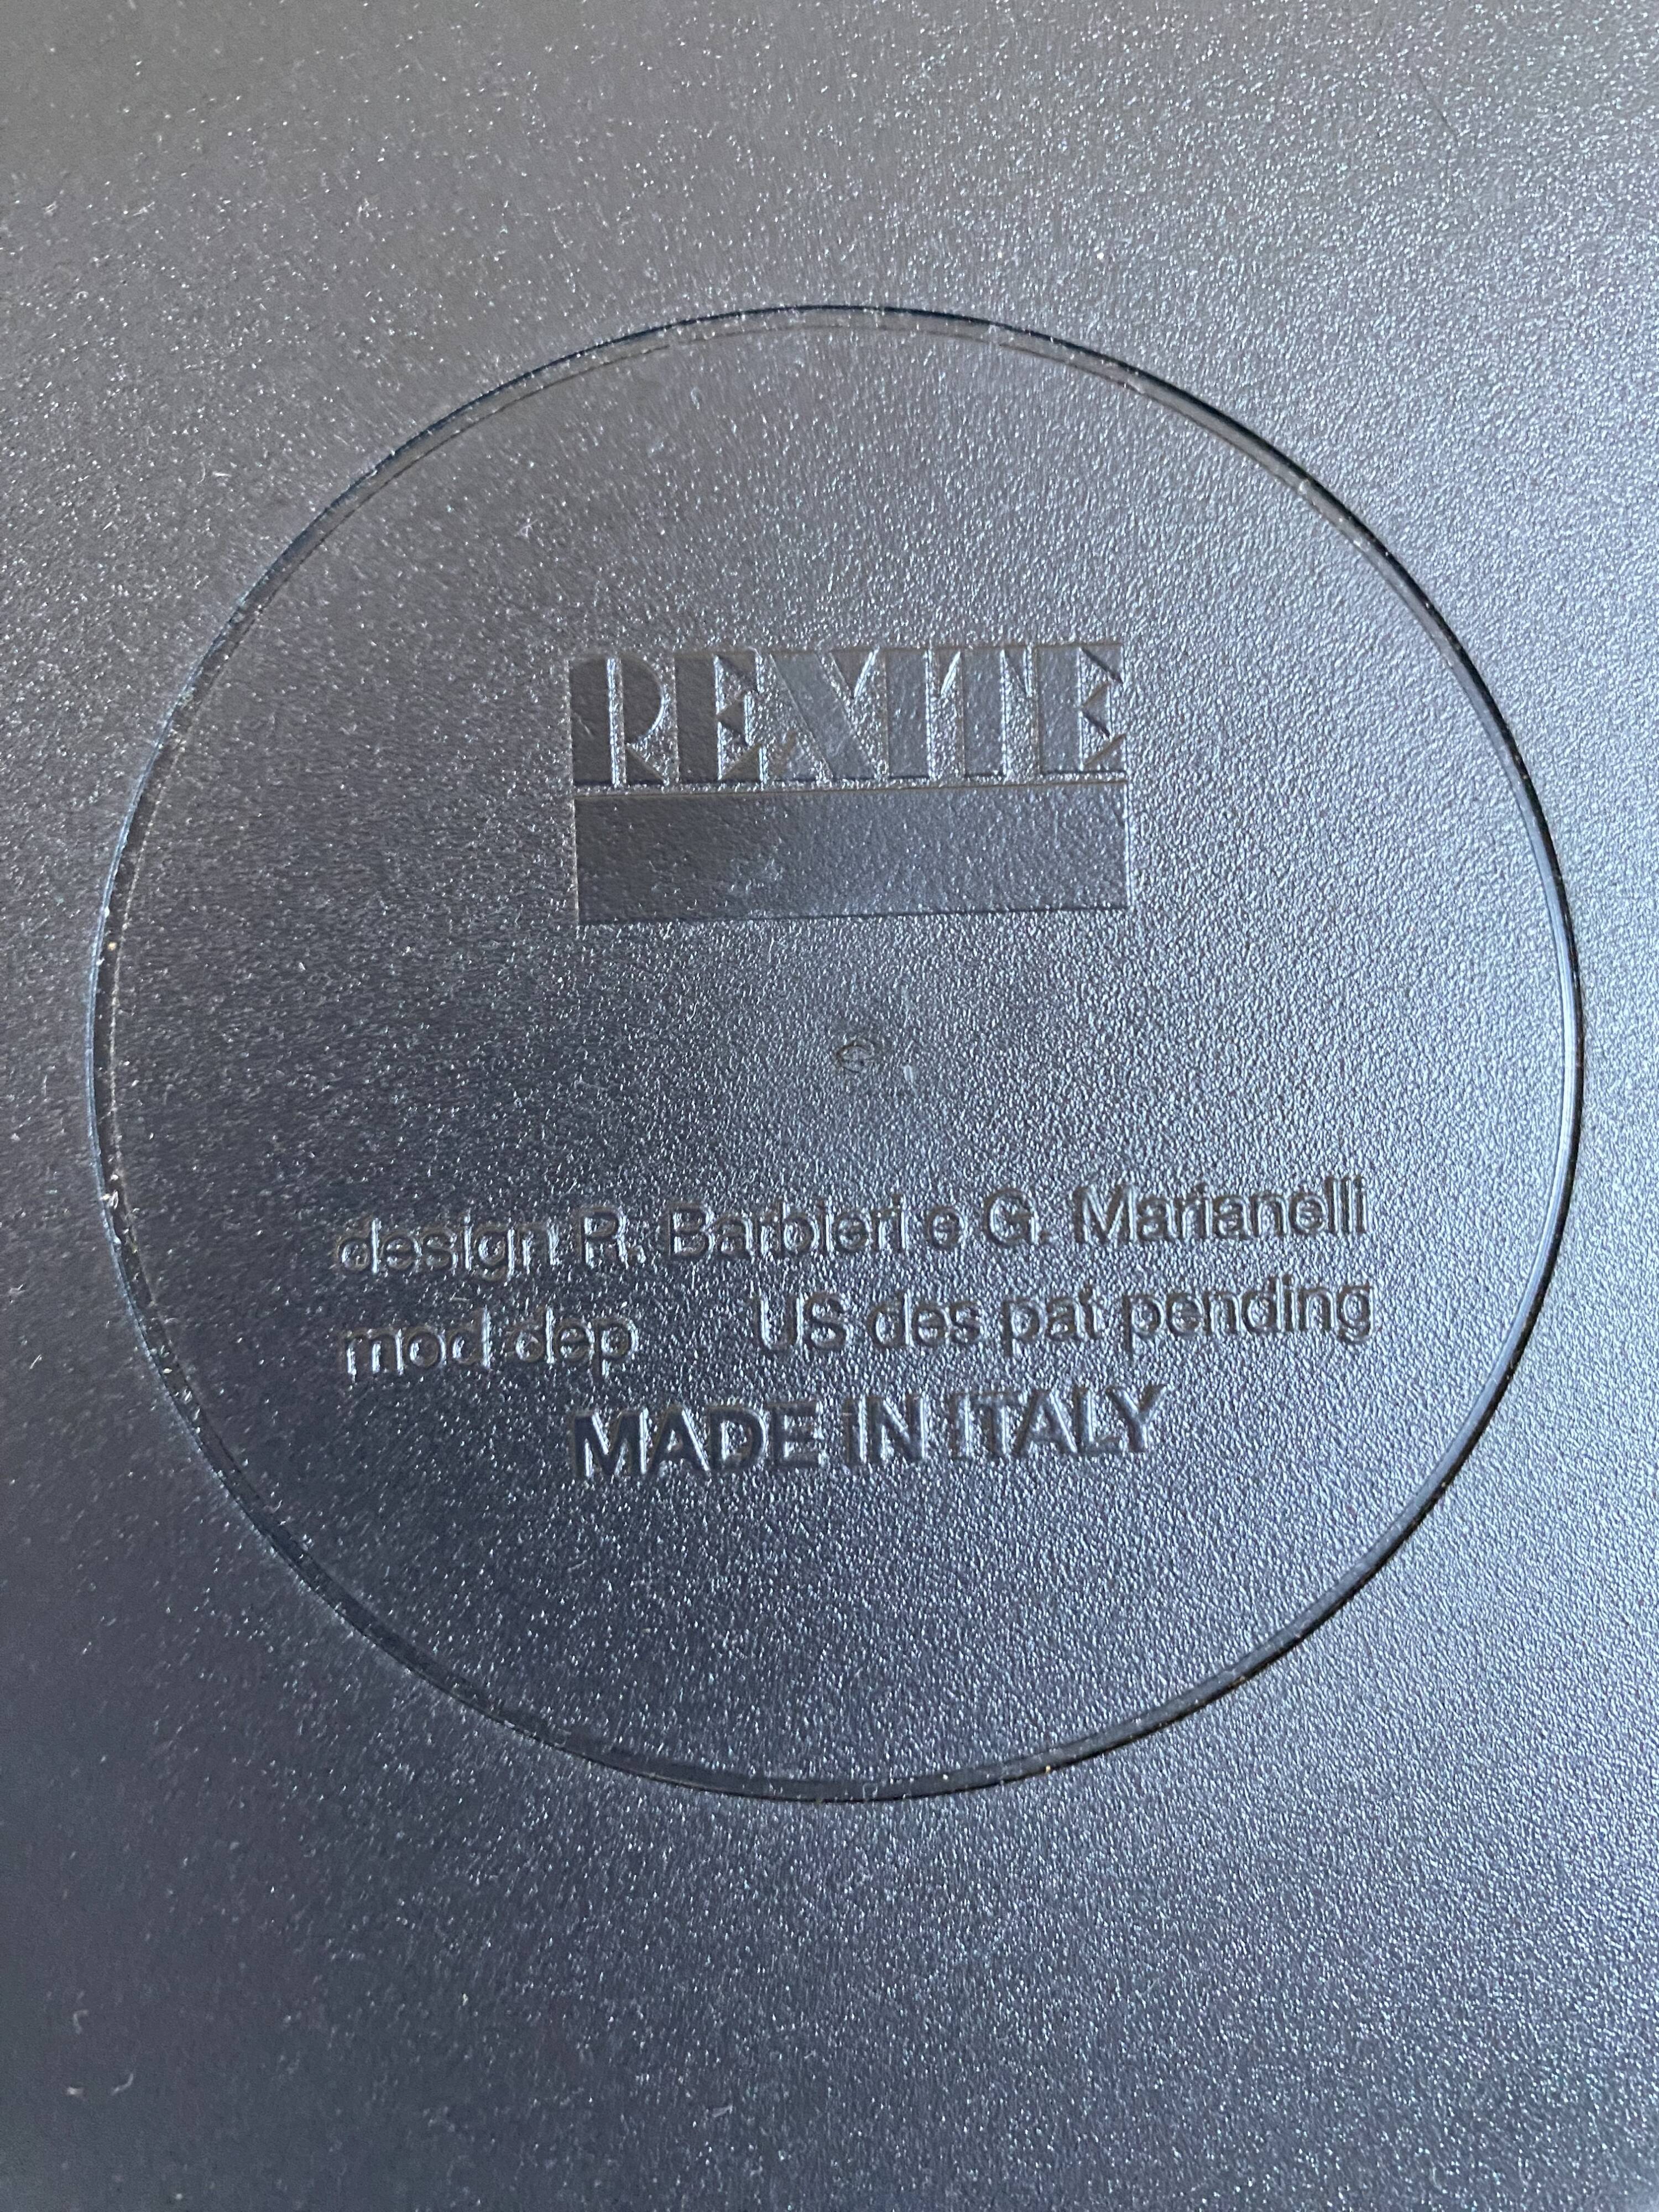 REXITE
design R. Barbieri e G. Marianelli
mod dep US des pat pending
MADE IN ITALY